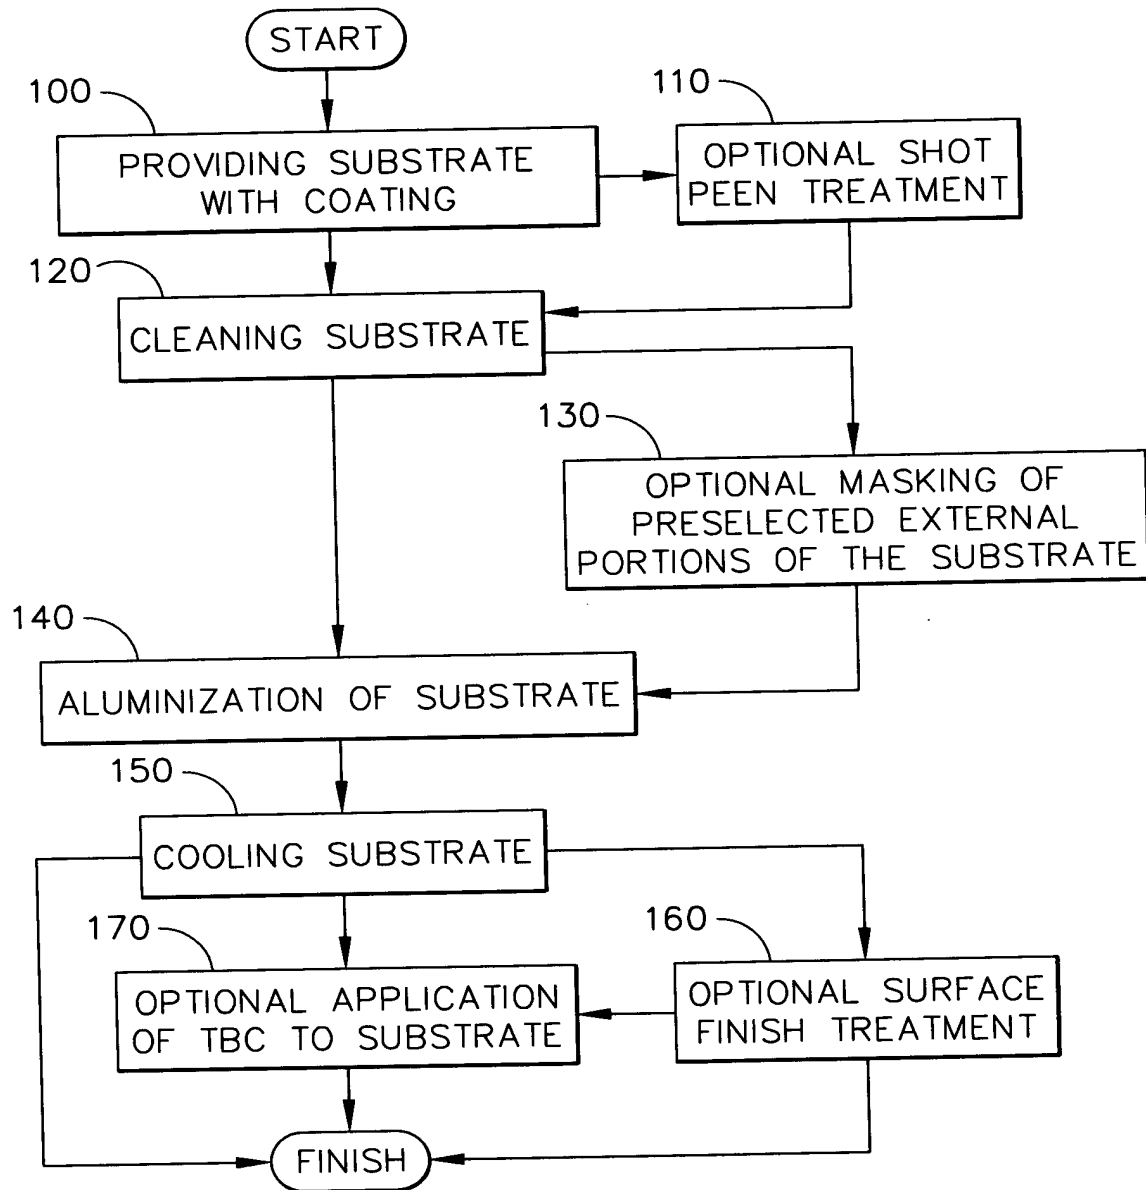 START
100
PROVIDING SUBSTRATE
WITH COATING
110
OPTIONAL SHOT
PEEN TREATMENT
120
CLEANING SUBSTRATE
130
OPTIONAL MASKING OF
PRESELECTED EXTERNAL
PORTIONS OF THE SUBSTRATE
140
ALUMINIZATION OF SUBSTRATE
150
COOLING SUBSTRATE
170
OPTIONAL APPLICATION
OF TBC TO SUBSTRATE
160
OPTIONAL SURFACE
FINISH TREATMENT
FINISH